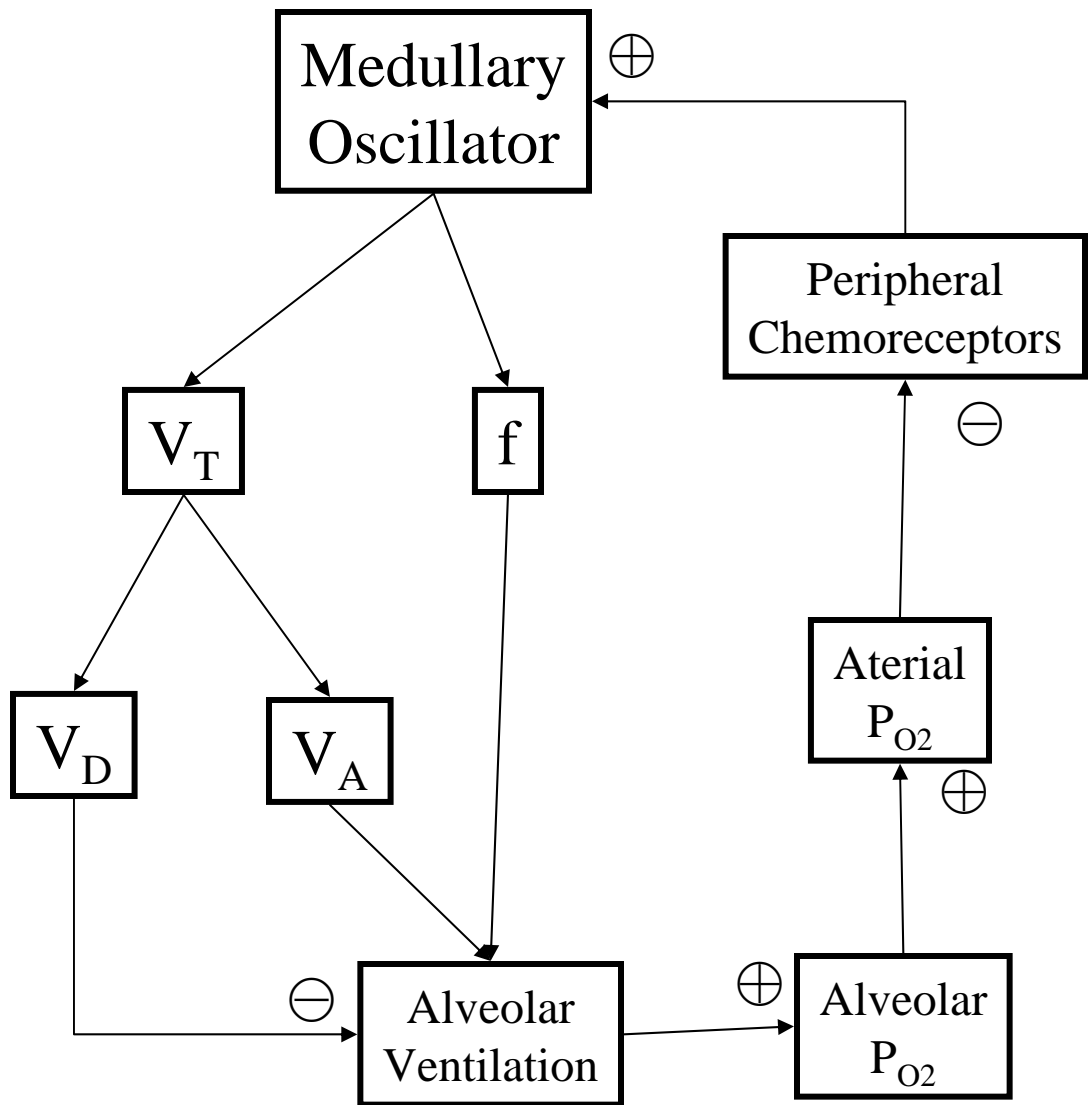 Medullary
Oscillator
⊕
Peripheral
Chemoreceptors
⊖
V_T
f
Aterial
P_O2
⊕
V_D
V_A
⊖
Alveolar
Ventilation
⊕
Alveolar
P_O2